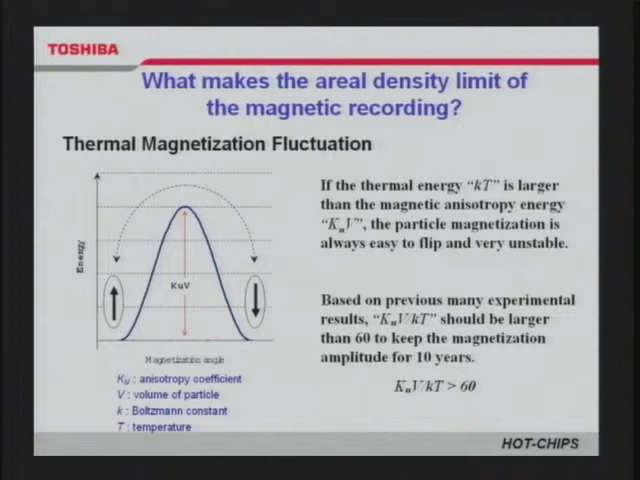 TOSHIBA
What makes the areal density limit of
the magnetic recording?
Thermal Magnetization Fluctuation
If the thermal energy “kT” is larger
than the magnetic anisotropy energy
“KuV”, the particle magnetization is
always easy to flip and very unstable.
Energy
KuV
Based on previous many experimental
results, “KuV/kT” should be larger
than 60 to keep the magnetization
amplitude for 10 years.
Magnetization angle
KuV/kT > 60
KU : anisotropy coefficient
V : volume of particle
k : Boltzmann constant
T : temperature
HOT-CHIPS